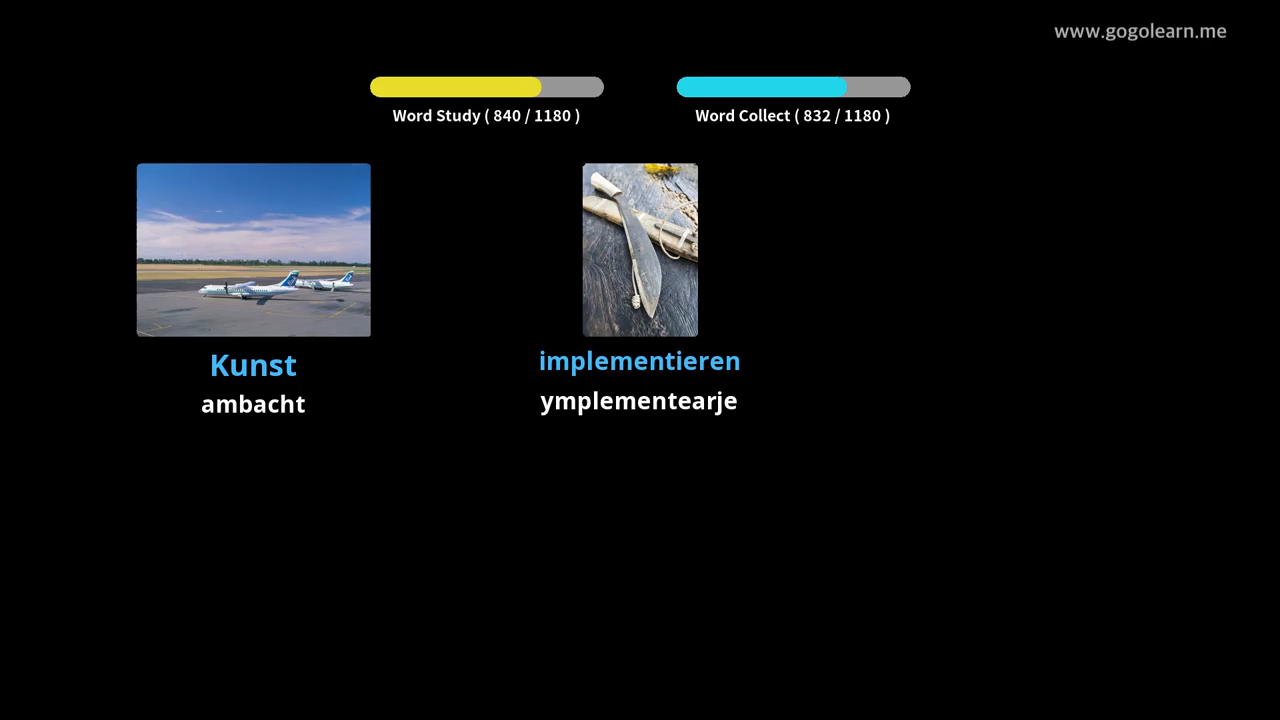 www.gogolearn.me
Word Study ( 840 / 1180 )
Word Collect ( 832 / 1180 )
Kunst
ambacht
implementieren
ymplementearje